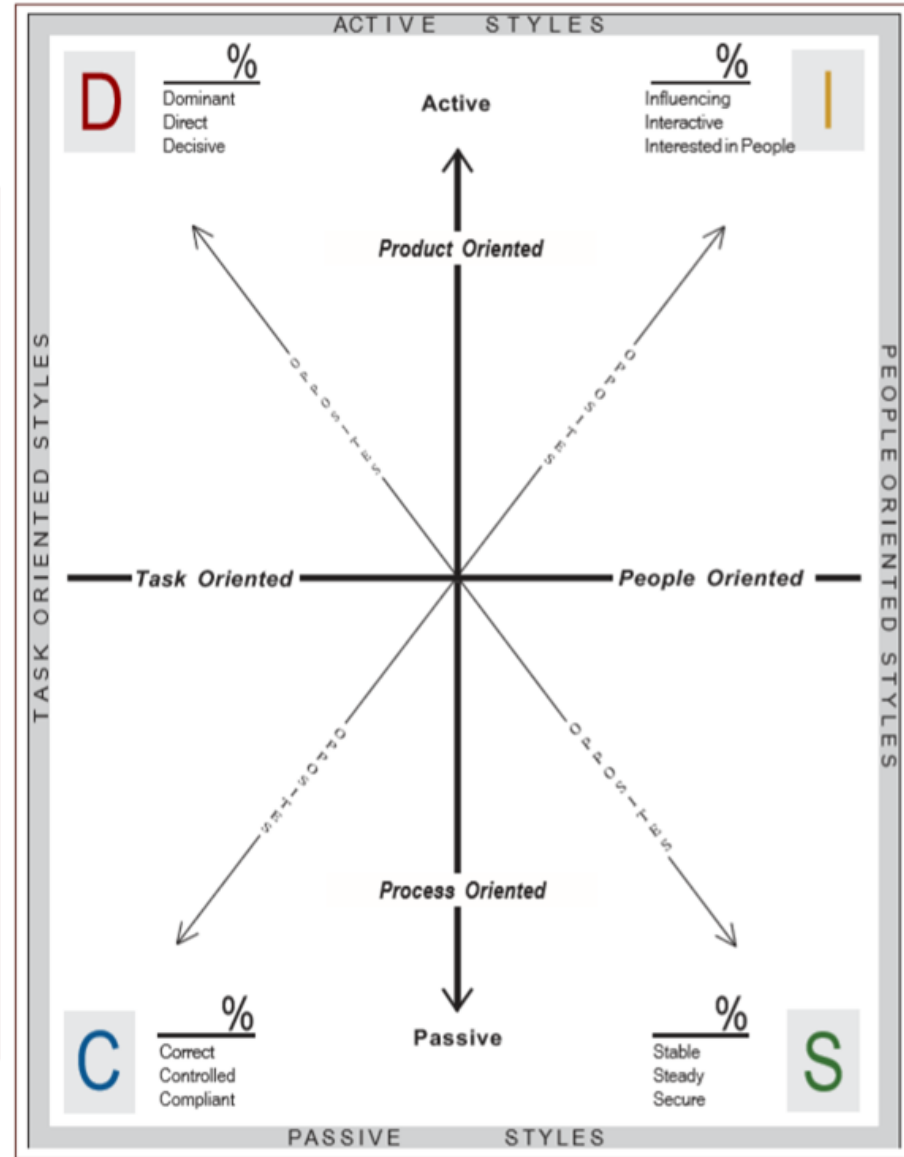 ACTIVE STYLES
D
%
Dominant
Direct
Decisive
Active
%
Influencing
Interactive
Interested in People
I
Product Oriented
OPPOSITES
OPPOSITES
TASK ORIENTED STYLES
PEOPLE ORIENTED STYLES
Task Oriented
People Oriented
OPPOSITES
OPPOSITES
Process Oriented
C
%
Correct
Controlled
Compliant
Passive
%
Stable
Steady
Secure
S
PASSIVE STYLES